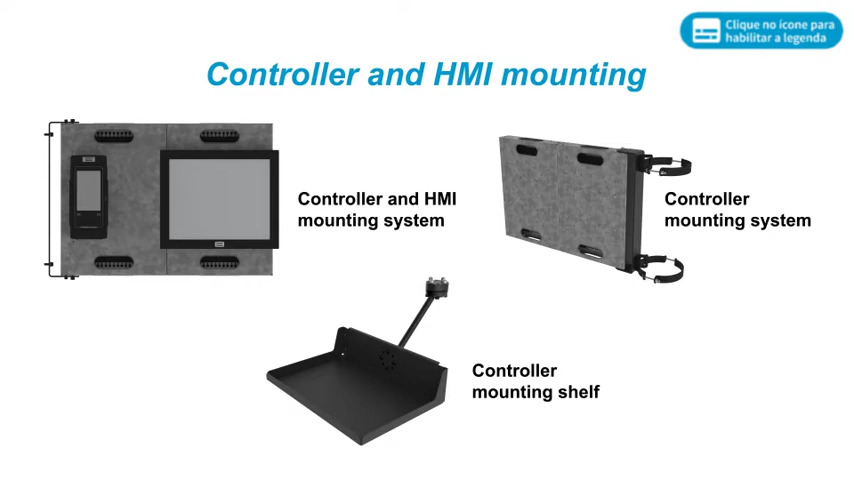 Clique no ícone para
habilitar a legenda
Controller and HMI mounting
Controller and HMI
mounting system
Controller
mounting system
Controller
mounting shelf